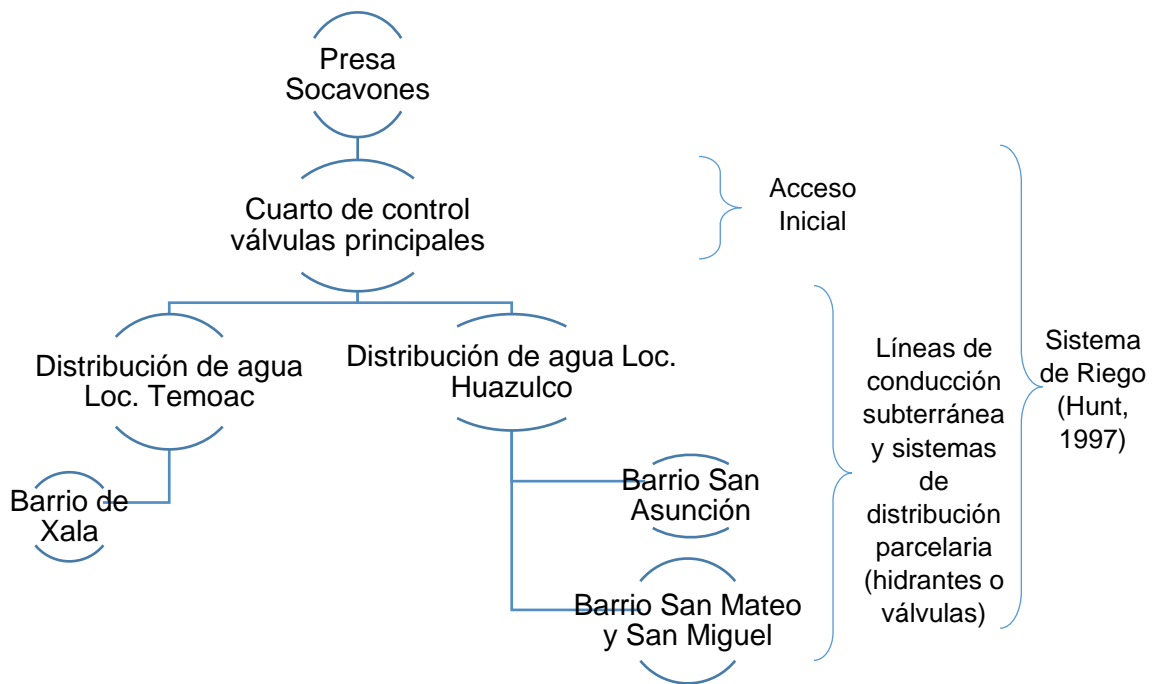 Presa
Socavones
Cuarto de control
válvulas principales
Acceso
Inicial
Distribución de agua
Loc. Temoac
Distribución de agua Loc.
Huazulco
Barrio de
Xala
Barrio San
Asunción
Barrio San Mateo
y San Miguel
Líneas de
conducción
subterránea
y sistemas
de
distribución
parcelaria
(hidrantes o
válvulas)
Sistema
de Riego
(Hunt,
1997)